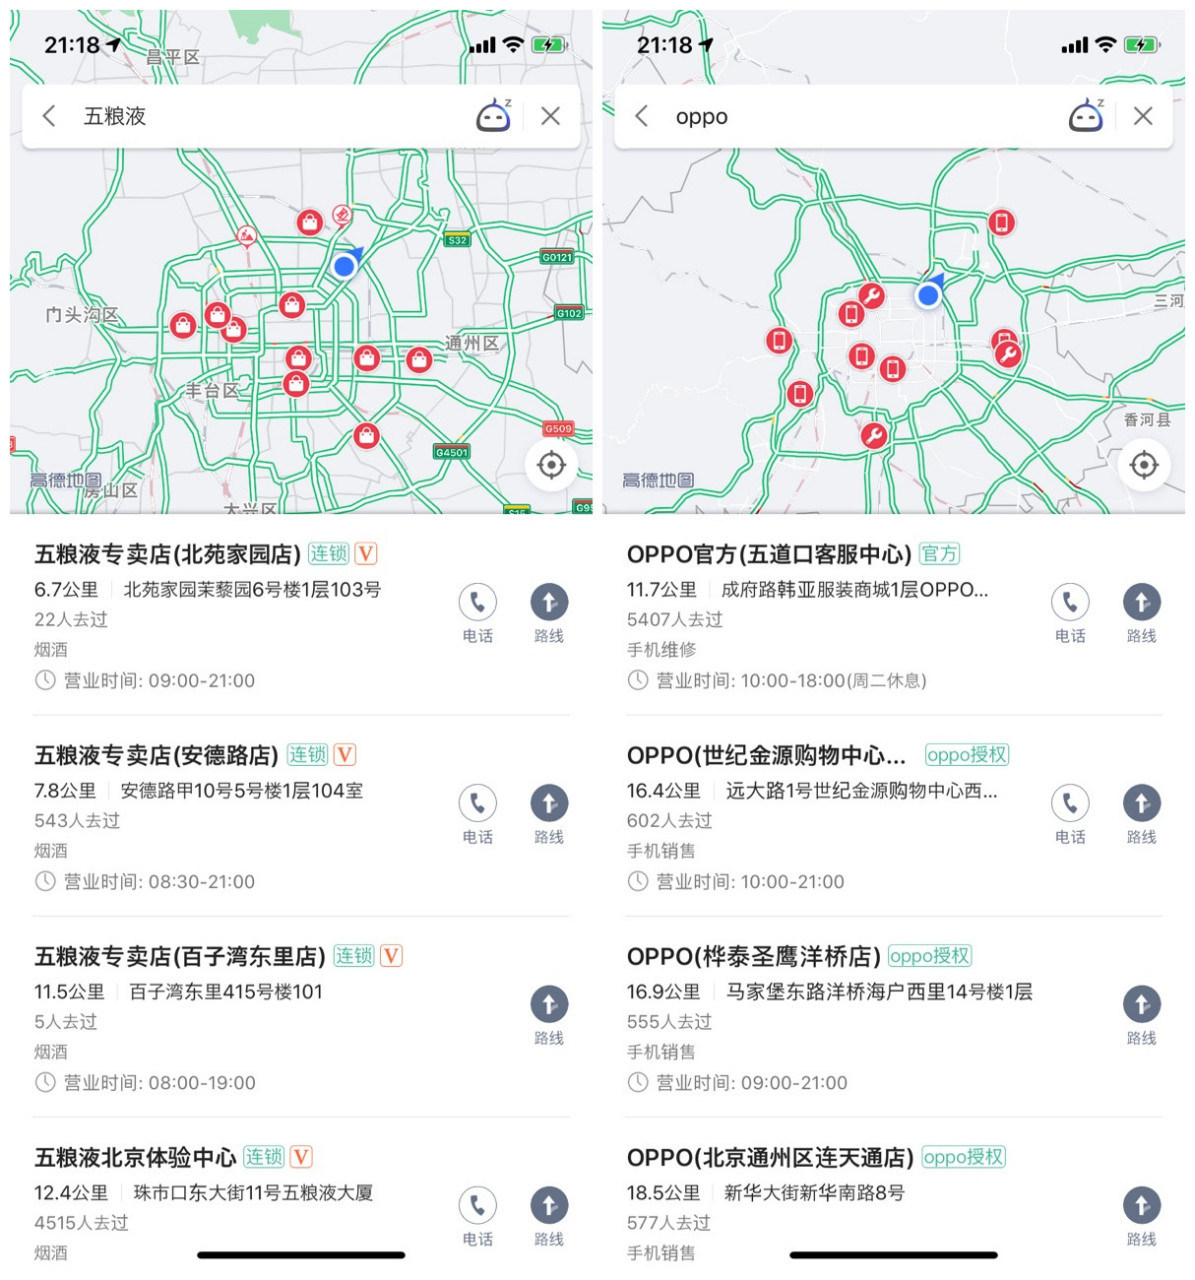 21:18
昌平区
五粮液
z
S32
G0121
G102
门头沟区
通州区
丰台区
G509
G4501
高德地图
房山区
大兴区
S15
五粮液专卖店(北苑家园店) 连锁 V
6.7公里 北苑家园茉藜园6号楼1层103号
22人去过
烟酒
营业时间: 09:00-21:00
电话 路线
五粮液专卖店(安德路店) 连锁 V
7.8公里 安德路甲10号5号楼1层104室
543人去过
烟酒
营业时间: 08:30-21:00
电话 路线
五粮液专卖店(百子湾东里店) 连锁 V
11.5公里 百子湾东里415号楼101
5人去过
烟酒
营业时间: 08:00-19:00
路线
五粮液北京体验中心 连锁 V
12.4公里 珠市口东大街11号五粮液大厦
4515人去过
烟酒
电话 路线
21:18
oppo
z
三河
香河县
高德地图
OPPO官方(五道口客服中心) 官方
11.7公里 成府路韩亚服装商城1层OPPO...
5407人去过
手机维修
营业时间: 10:00-18:00(周二休息)
电话 路线
OPPO(世纪金源购物中心... oppo授权
16.4公里 远大路1号世纪金源购物中心西...
602人去过
手机销售
营业时间: 10:00-21:00
电话 路线
OPPO(桦泰圣鹰洋桥店) oppo授权
16.9公里 马家堡东路洋桥海户西里14号楼1层
555人去过
手机销售
营业时间: 09:00-21:00
路线
OPPO(北京通州区连天通店) oppo授权
18.5公里 新华大街新华南路8号
577人去过
手机销售
路线